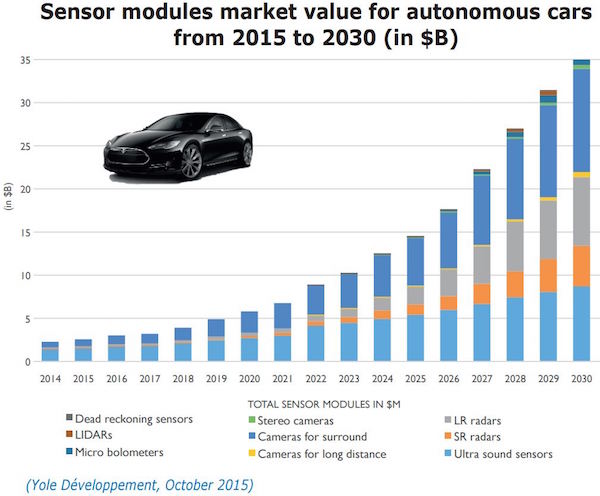 Sensor modules market value for autonomous cars
from 2015 to 2030 (in $B)
(in $B)
35
30
25
20
15
10
5
0
2014 2015 2016 2017 2018 2019 2020 2021 2022 2023 2024 2025 2026 2027 2028 2029 2030
TOTAL SENSOR MODULES IN $M
Dead reckoning sensors Stereo cameras LR radars
LIDARs Cameras for surround SR radars
Micro bolometers Cameras for long distance Ultra sound sensors
(Yole Développement, October 2015)